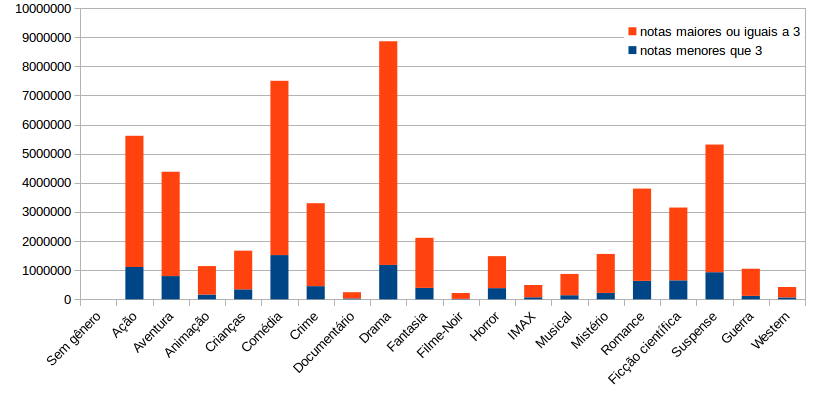 10000000
9000000
8000000
7000000
6000000
5000000
4000000
3000000
2000000
1000000
0
notas maiores ou iguais a 3
notas menores que 3
Sem gênero
Ação
Aventura
Animação
Crianças
Comédia
Crime
Documentário
Drama
Fantasia
Filme-Noir
Horror
IMAX
Musical
Mistério
Romance
Ficção científica
Suspense
Guerra
Western